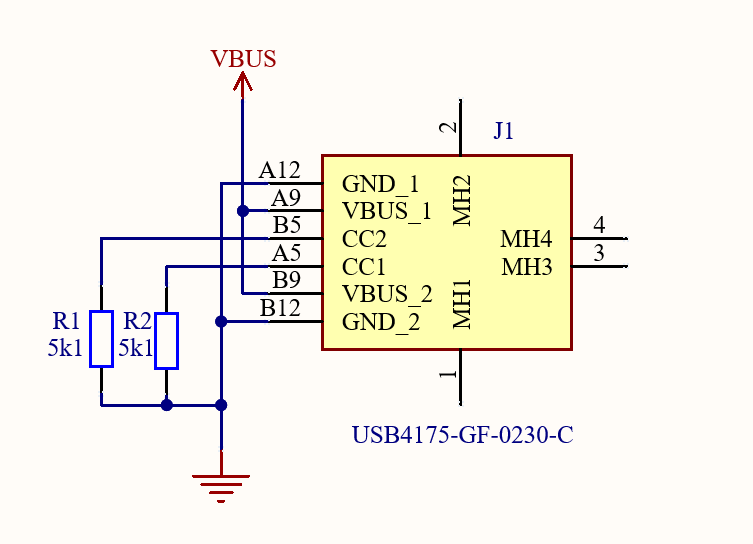 VBUS
2
J1
A12
GND_1
A9
VBUS_1
MH2
B5
CC2
MH4
4
A5
CC1
MH3
3
B9
VBUS_2
MH1
B12
GND_2
R1
5k1
R2
5k1
1
USB4175-GF-0230-C